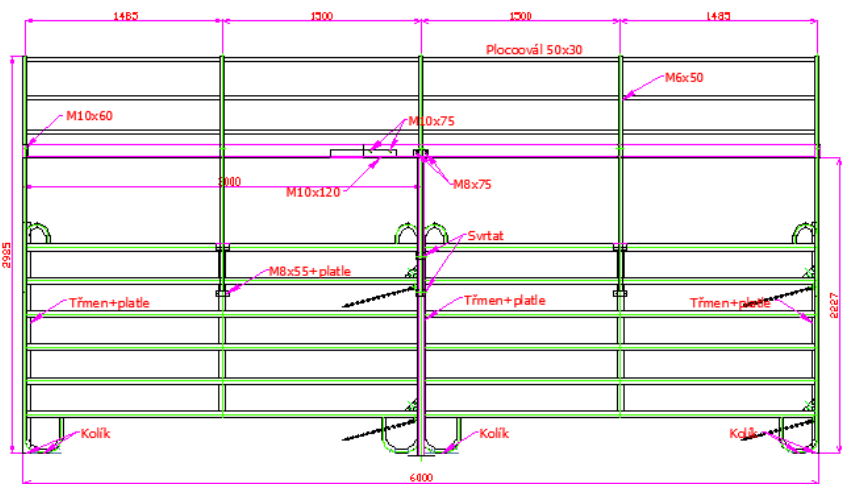 1485
1500
1500
1485
Plocoovál 50x30
M6x50
M10x60
M10x75
M10x120
M8x75
3000
2985
Svrtat
M8x55+platle
Třmen+platle
Třmen+platle
Třmen+platle
2227
Kolík
Kolík
Kolík
6000